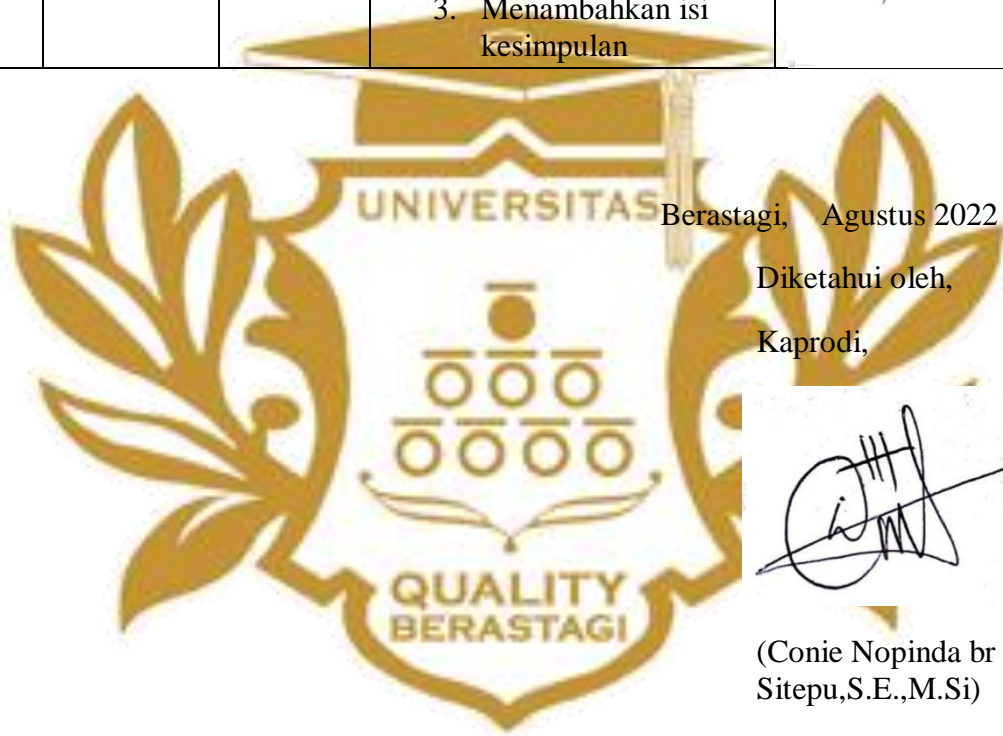 3. Menambahkan isi
kesimpulan
UNIVERSITAS
Berastagi, Agustus 2022
Diketahui oleh,
Kaprodi,
QUALITY
BERASTAGI
(Conie Nopinda br
Sitepu,S.E.,M.Si)